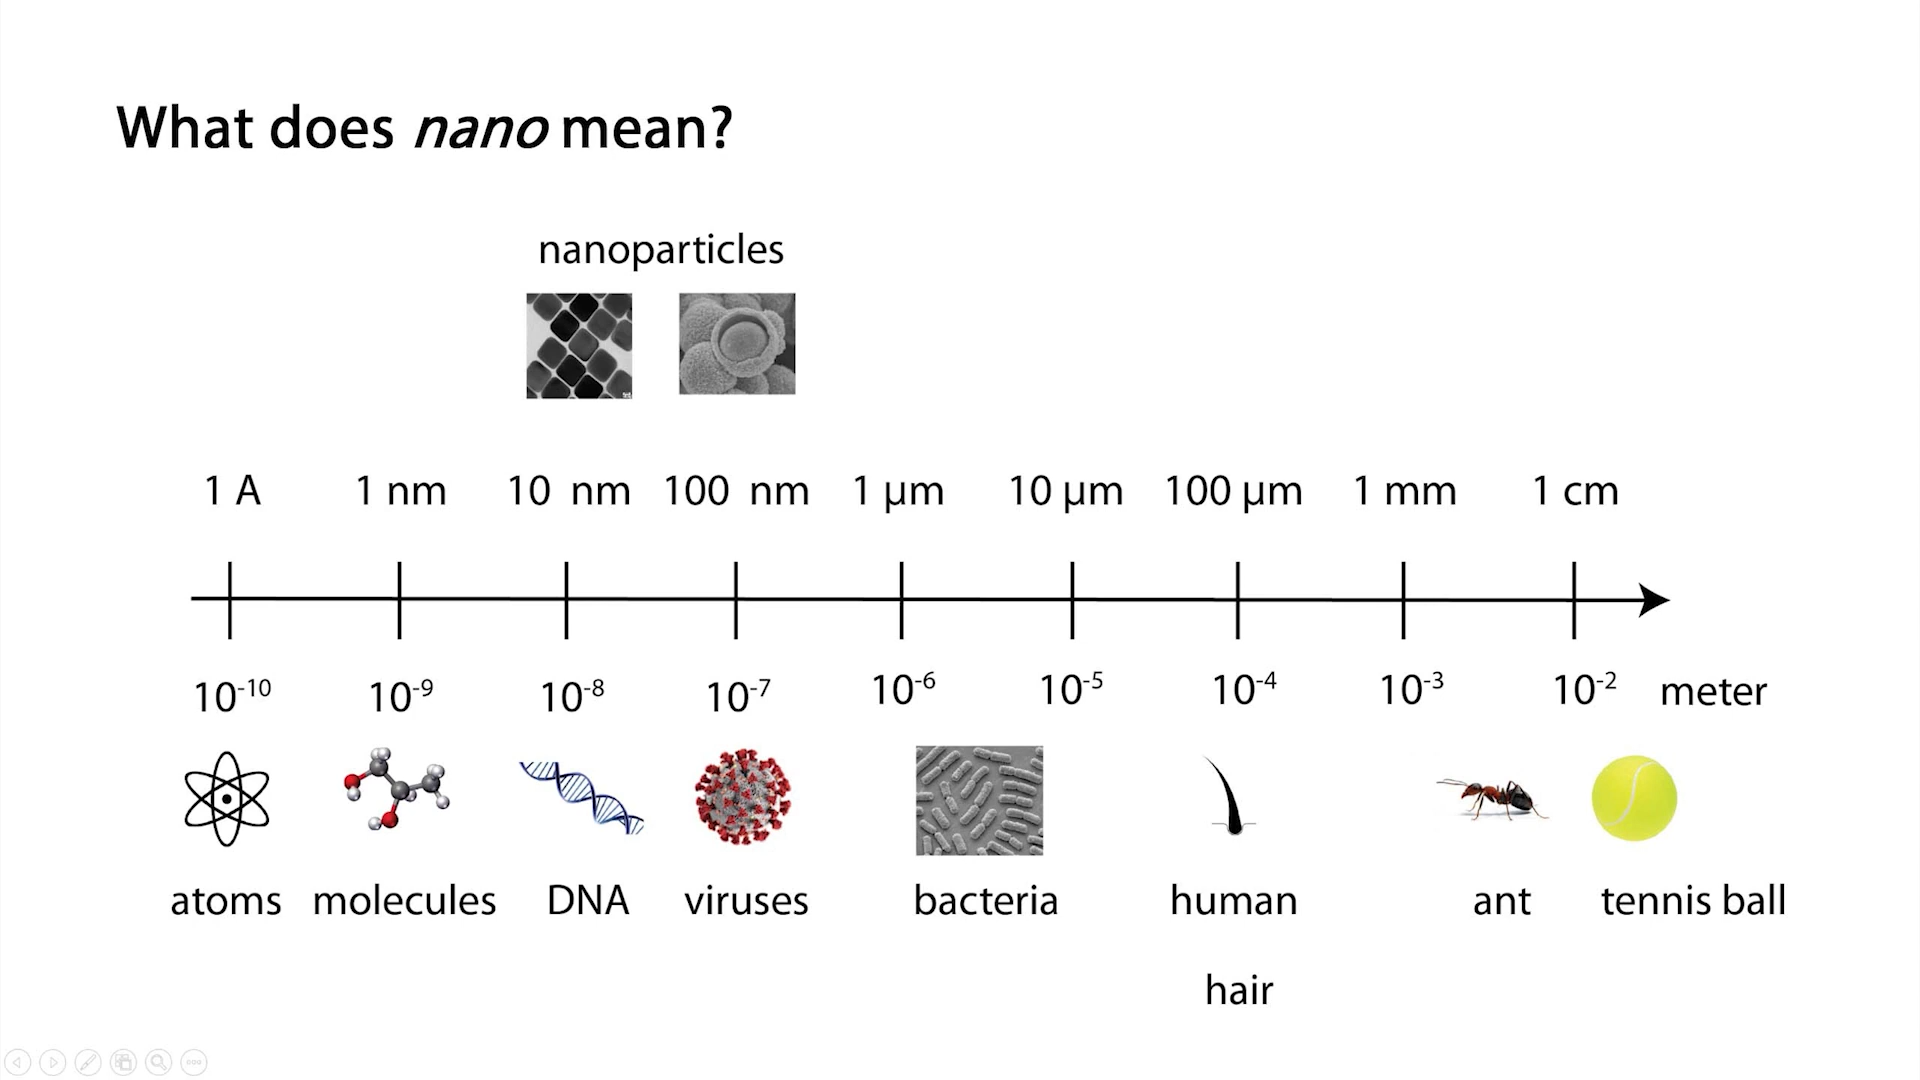 What does nano mean?
nanoparticles
1 A 1 nm 10 nm 100 nm 1 µm 10 µm 100 µm 1 mm 1 cm
10⁻¹⁰ 10⁻⁹ 10⁻⁸ 10⁻⁷ 10⁻⁶ 10⁻⁵ 10⁻⁴ 10⁻³ 10⁻² meter
atoms molecules DNA viruses bacteria human ant tennis ball
hair